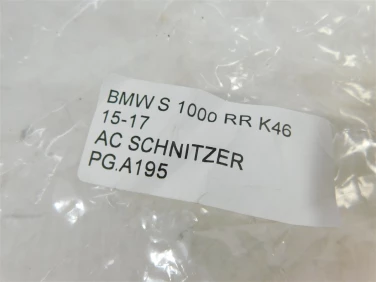 BMW S 1000 RR K46
15-17
AC SCHNITZER
PG.A195